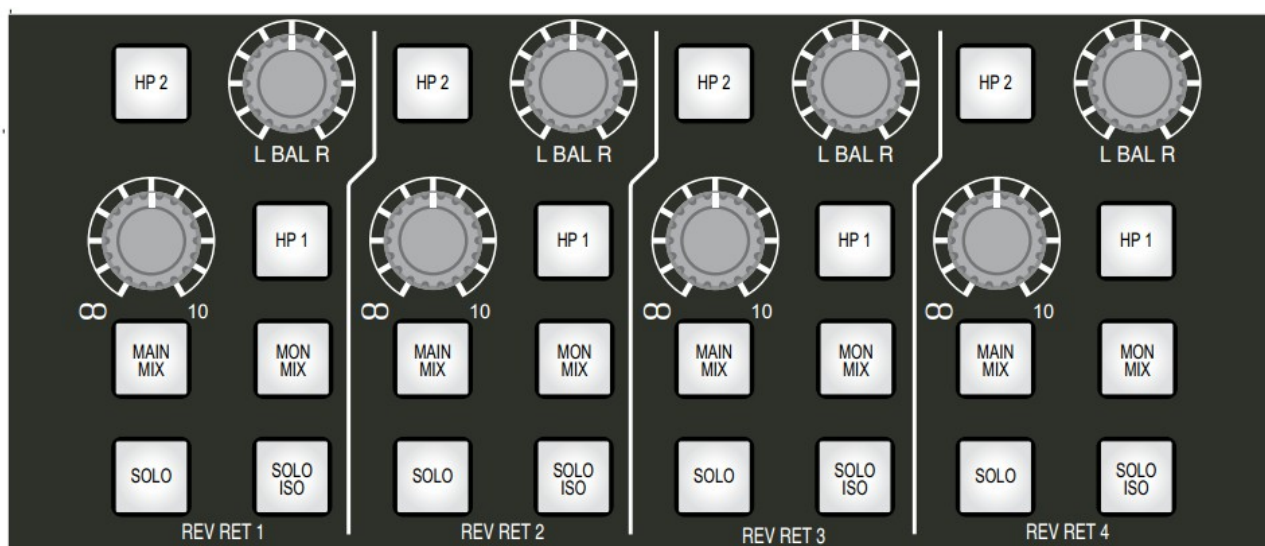 HP 2
L BAL R
HP 1
∞
10
MAIN
MIX
MON
MIX
SOLO
SOLO
ISO
REV RET 1
HP 2
L BAL R
HP 1
∞
10
MAIN
MIX
MON
MIX
SOLO
SOLO
ISO
REV RET 2
HP 2
L BAL R
HP 1
∞
10
MAIN
MIX
MON
MIX
SOLO
SOLO
ISO
REV RET 3
HP 2
L BAL R
HP 1
∞
10
MAIN
MIX
MON
MIX
SOLO
SOLO
ISO
REV RET 4